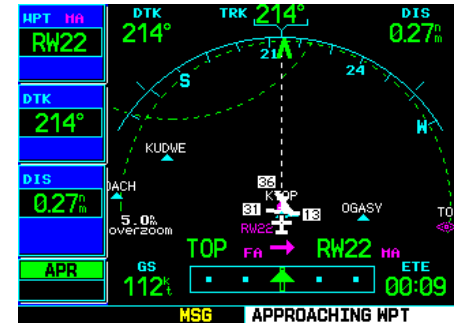 WPT MA
RW22
DTK
214°
DIS
0.27nm
APR
DTK
214°
TRK 214°
DIS
0.27nm
21
24
S
W
KUDWE
DACH
36
KTOP
31
13
RW22
OGASY
TO
5.0nm
overzoom
TOP FA → RW22 MA
GS
112kt
ETE
00:09
MSG APPROACHING WPT